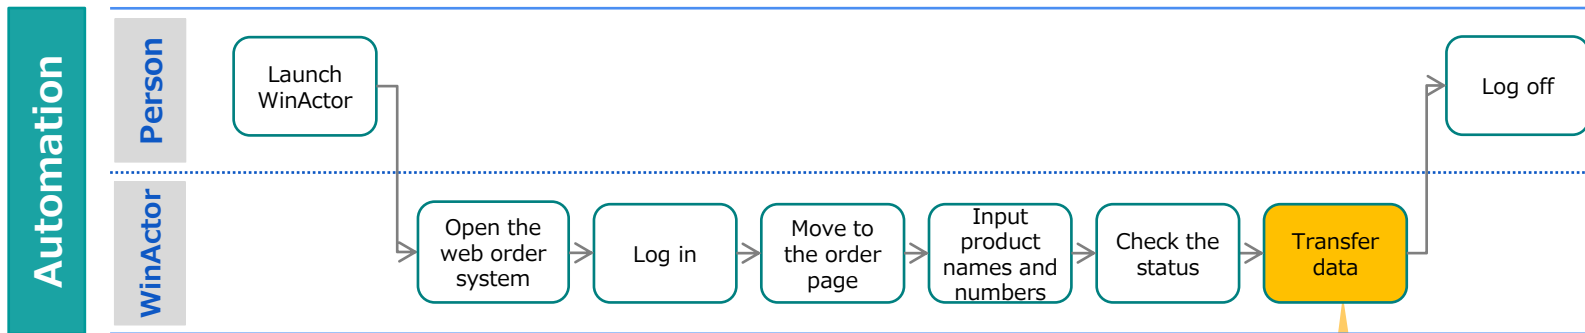 Automation
Person
Launch
WinActor
Log off
WinActor
Open the
web order
system
Log in
Move to
the order
page
Input
product
names and
numbers
Check the
status
Transfer
data